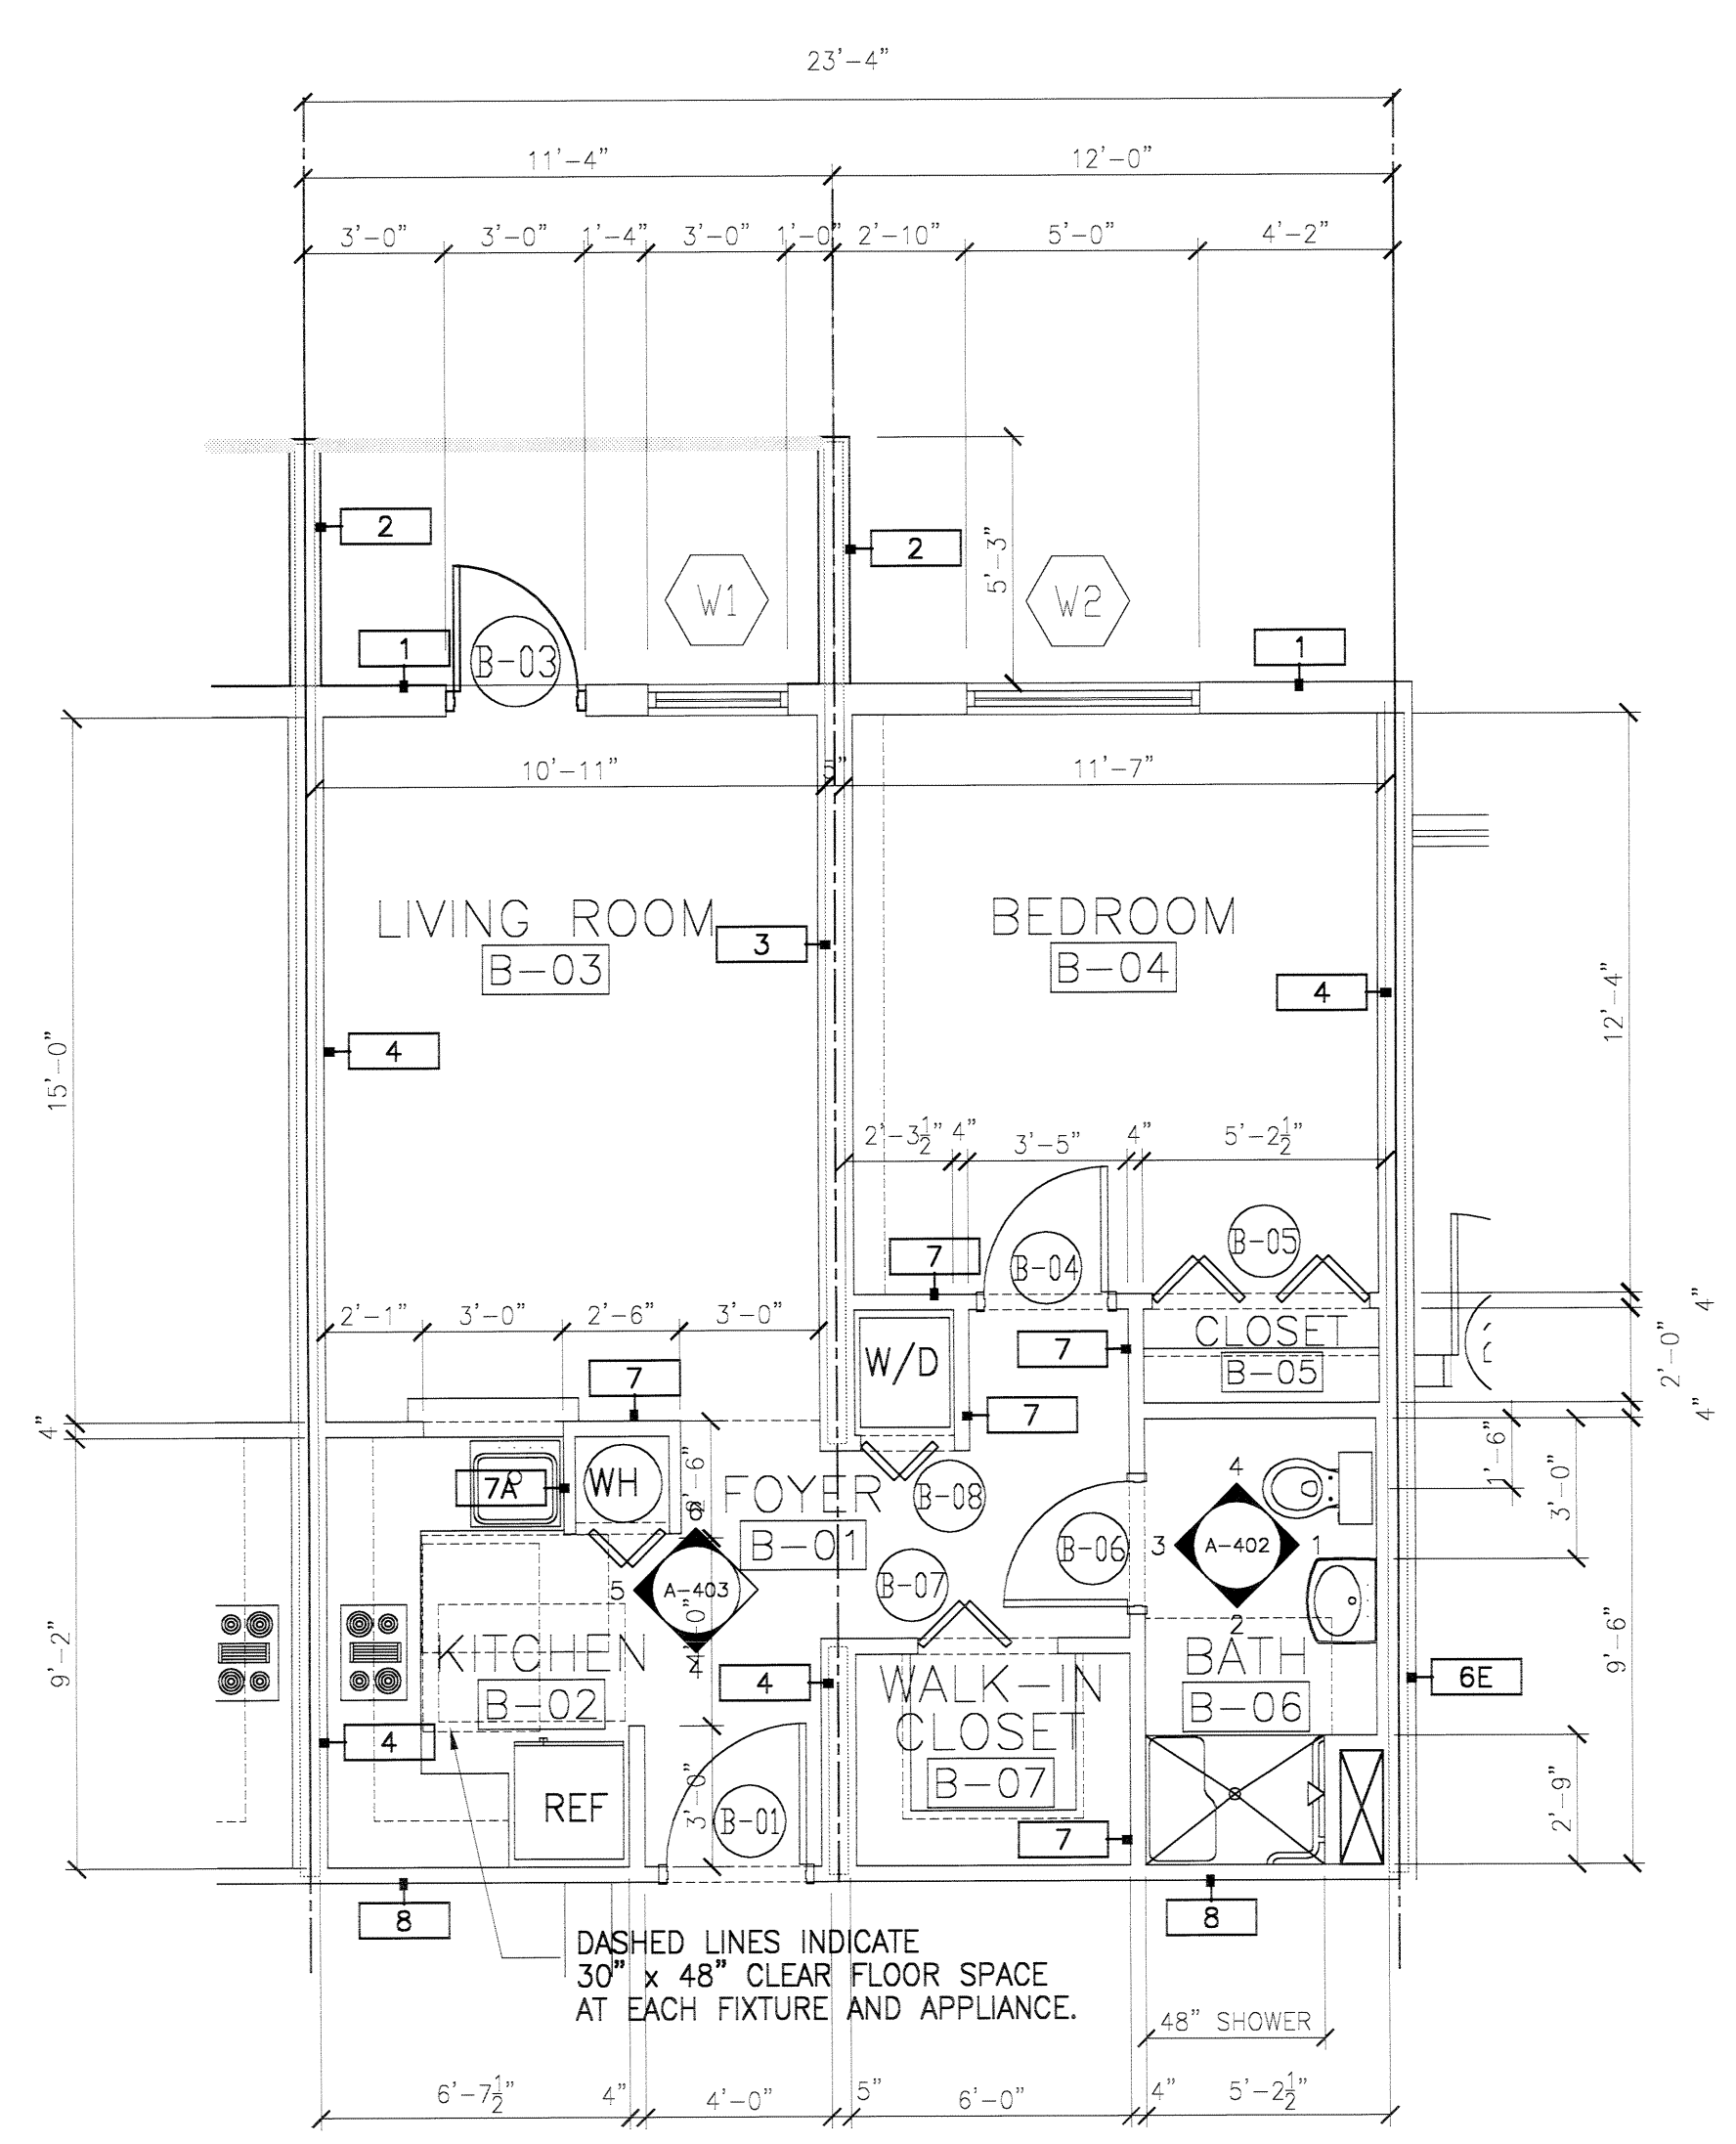 23'-4"
11'-4" 12'-0"
3'-0" 3'-0" 1'-4" 3'-0" 1'-0" 2'-10" 5'-0" 4'-2"
2
2
5'-3"
W1 W2
1 B-03 1
10'-11" 5" 11'-7"
LIVING ROOM BEDROOM
B-03 3 B-04
4
4
15'-0"
12'-4"
2'-3½" 4" 3'-5" 4" 5'-2½"
7 B-04 B-05
2'-1" 3'-0" 2'-6" 3'-0"
4"
2'-0"
4"
CLOSET
B-05
W/D
7
7
7
4"
7A WH
FOYER
B-01
B-08
B-06
B-07
4
3 A-402 1
2
1'-6"
3'-0"
6
5 A-403
4
9'-2"
9'-6"
KITCHEN
B-02
4
4
WALK-IN
CLOSET
B-07
BATH
B-06
6E
REF
3'-0"
B-01
7
2'-9"
8
8
DASHED LINES INDICATE
30" x 48" CLEAR FLOOR SPACE
AT EACH FIXTURE AND APPLIANCE.
48" SHOWER
6'-7½" 4" 4'-0" 5" 6'-0" 4" 5'-2½"